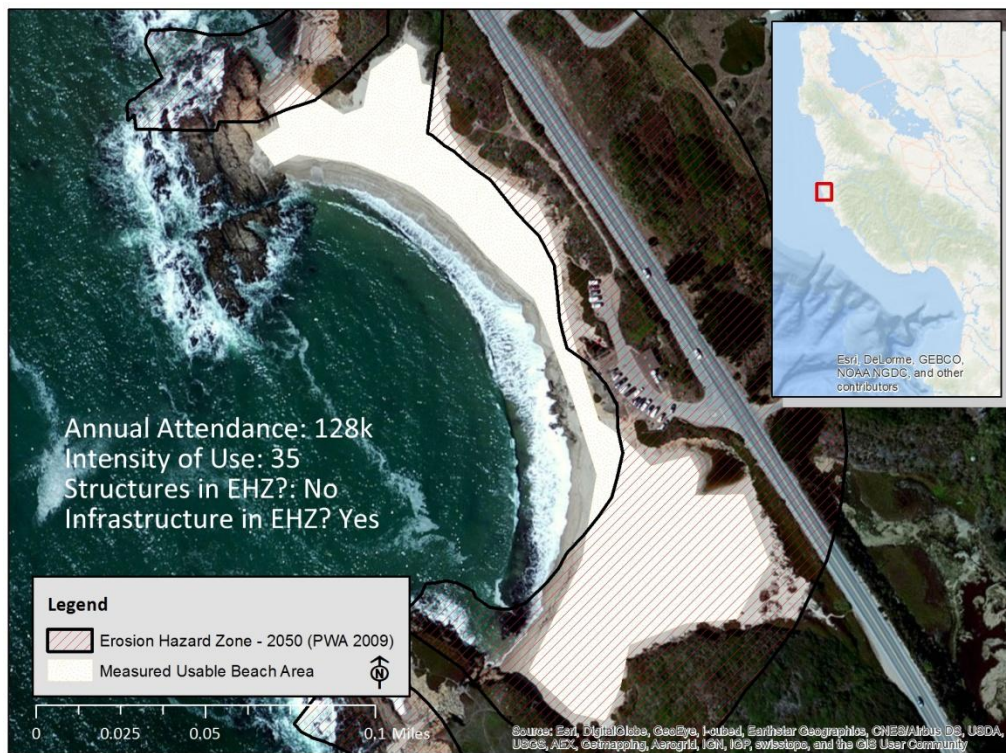 Esri, DeLorme, GEBCO,
NOAA NGDC, and other
contributors
Annual Attendance: 128k
Intensity of Use: 35
Structures in EHZ?: No
Infrastructure in EHZ? Yes
Legend
Erosion Hazard Zone - 2050 (PWA 2009)
Measured Usable Beach Area
N
0 0.025 0.05 0.1 Miles
Source: Esri, DigitalGlobe, GeoEye, i-cubed, Earthstar Geographics, CNES/Airbus DS, USDA,
USGS, AEX, Getmapping, Aerogrid, IGN, IGP, swisstopo, and the GIS User Community